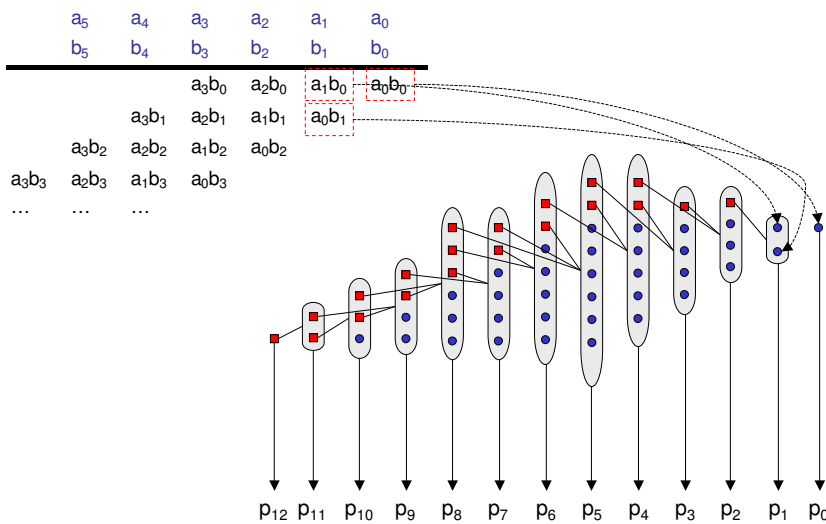 a₅ a₄ a₃ a₂ a₁ a₀
b₅ b₄ b₃ b₂ b₁ b₀
a₃b₀ a₂b₀ a₁b₀ a₀b₀
a₃b₁ a₂b₁ a₁b₁ a₀b₁
a₃b₂ a₂b₂ a₁b₂ a₀b₂
a₃b₃ a₂b₃ a₁b₃ a₀b₃
... ... ...
p₁₂ p₁₁ p₁₀ p₉ p₈ p₇ p₆ p₅ p₄ p₃ p₂ p₁ p₀